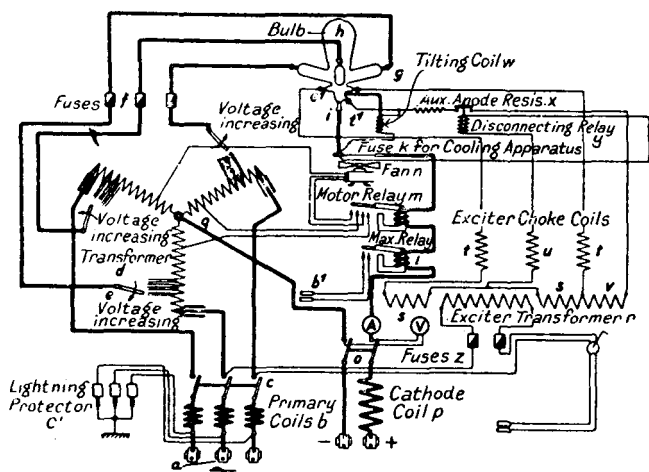 Bulb h
g
Tilting Coil w
c'
i
t'
Aux. Anode Resis. x
Disconnecting Relay
y
Fuses f
Voltage
increasing
Fuse k for Cooling Apparatus
Fan n
Motor Relay m
Max. Relay
l
Exciter Choke Coils
t
u
t
Voltage
increasing
q
Transformer
d
e
Voltage
increasing
b'
s
s
v
A
V
Exciter Transformer r
o
Fuses z
Lightning
Protector
C'
c
Primary
Coils b
Cathode
Coil p
a
- +